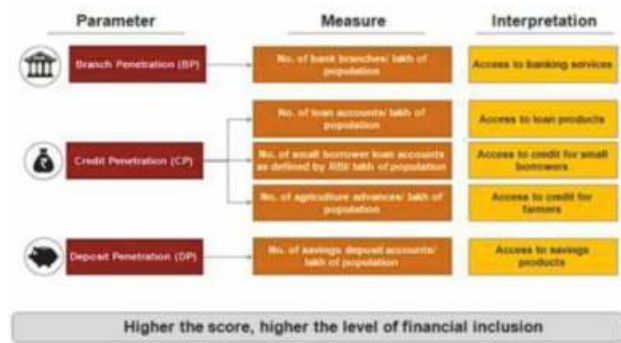 Parameter
Measure
Interpretation
Branch Penetration (BP)
No. of bank branches/ lakh of
population
Access to banking services
Credit Penetration (CP)
No. of loan accounts/ lakh of
population
Access to loan products
No. of small borrower loan accounts
as defined by RBI/ lakh of population
Access to credit for small
borrowers
No. of agriculture advances/ lakh of
population
Access to credit for
farmers
Deposit Penetration (DP)
No. of savings deposit accounts/
lakh of population
Access to savings
products
Higher the score, higher the level of financial inclusion